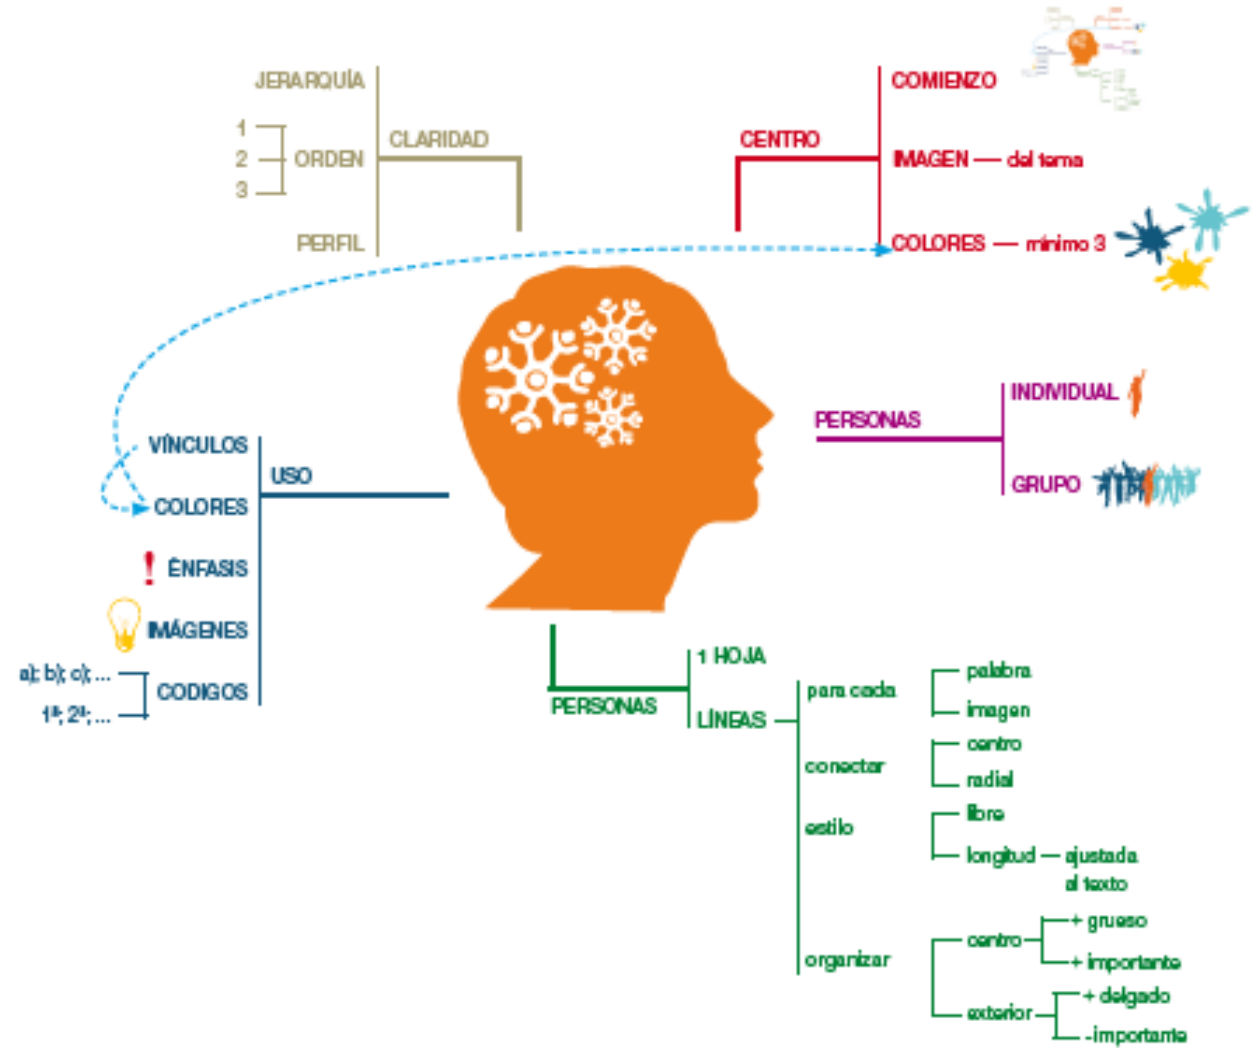 JERARQUÍA
1
2
3
ORDEN
PERFIL
CLARIDAD
CENTRO
COMIENZO
IMAGEN — del tema
COLORES — mínimo 3
PERSONAS
INDIVIDUAL
GRUPO
USO
VÍNCULOS
COLORES
! ÉNFASIS
IMÁGENES
CODIGOS
a); b); c); ...
1ª; 2ª; ...
PERSONAS
1 HOJA
LÍNEAS
para cada
palabra
imagen
conectar
centro
radial
estilo
libre
longitud — ajustada
al texto
organizar
centro
+ grueso
+ importante
exterior
+ delgado
-importante